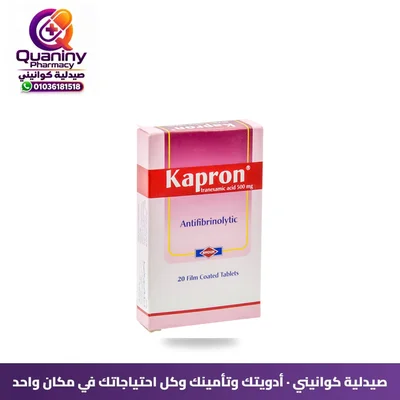 Quaniny
Pharmacy
صيدلية كوانيني
01036181518
Kapron®
tranexamic acid 500 mg
Antifibrinolytic
20 Film Coated Tablets
صيدلية كوانيني - أدويتك وتأمينك وكل احتياجاتك في مكان واحد